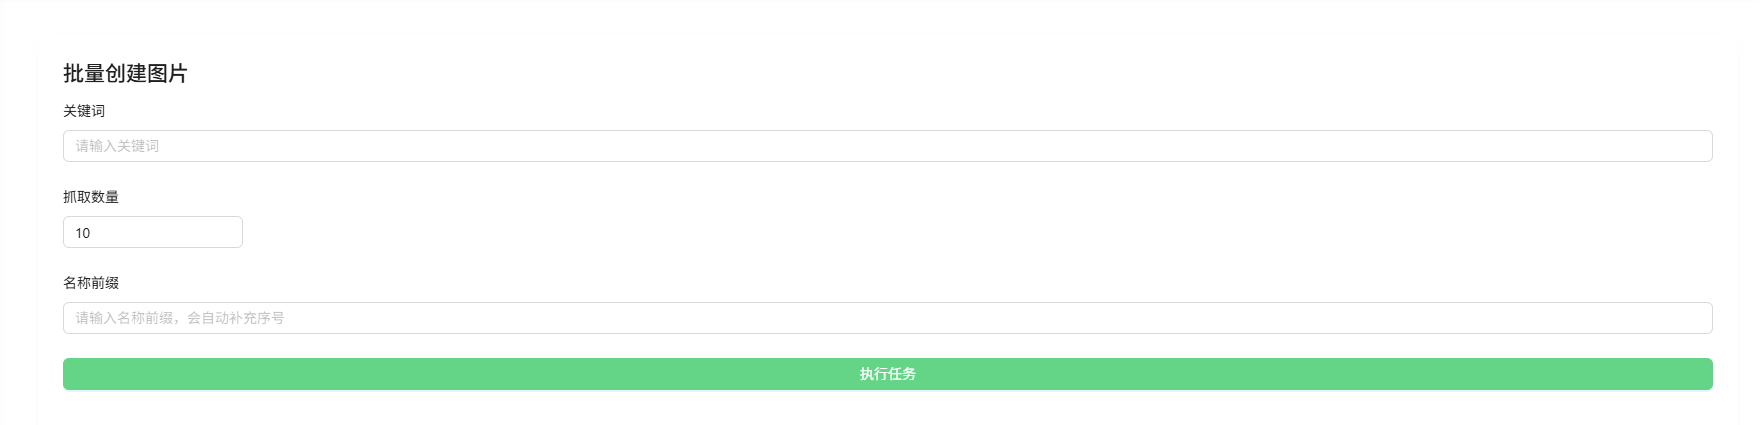 批量创建图片
关键词
请输入关键词
抓取数量
10
名称前缀
请输入名称前缀，会自动补充序号
执行任务